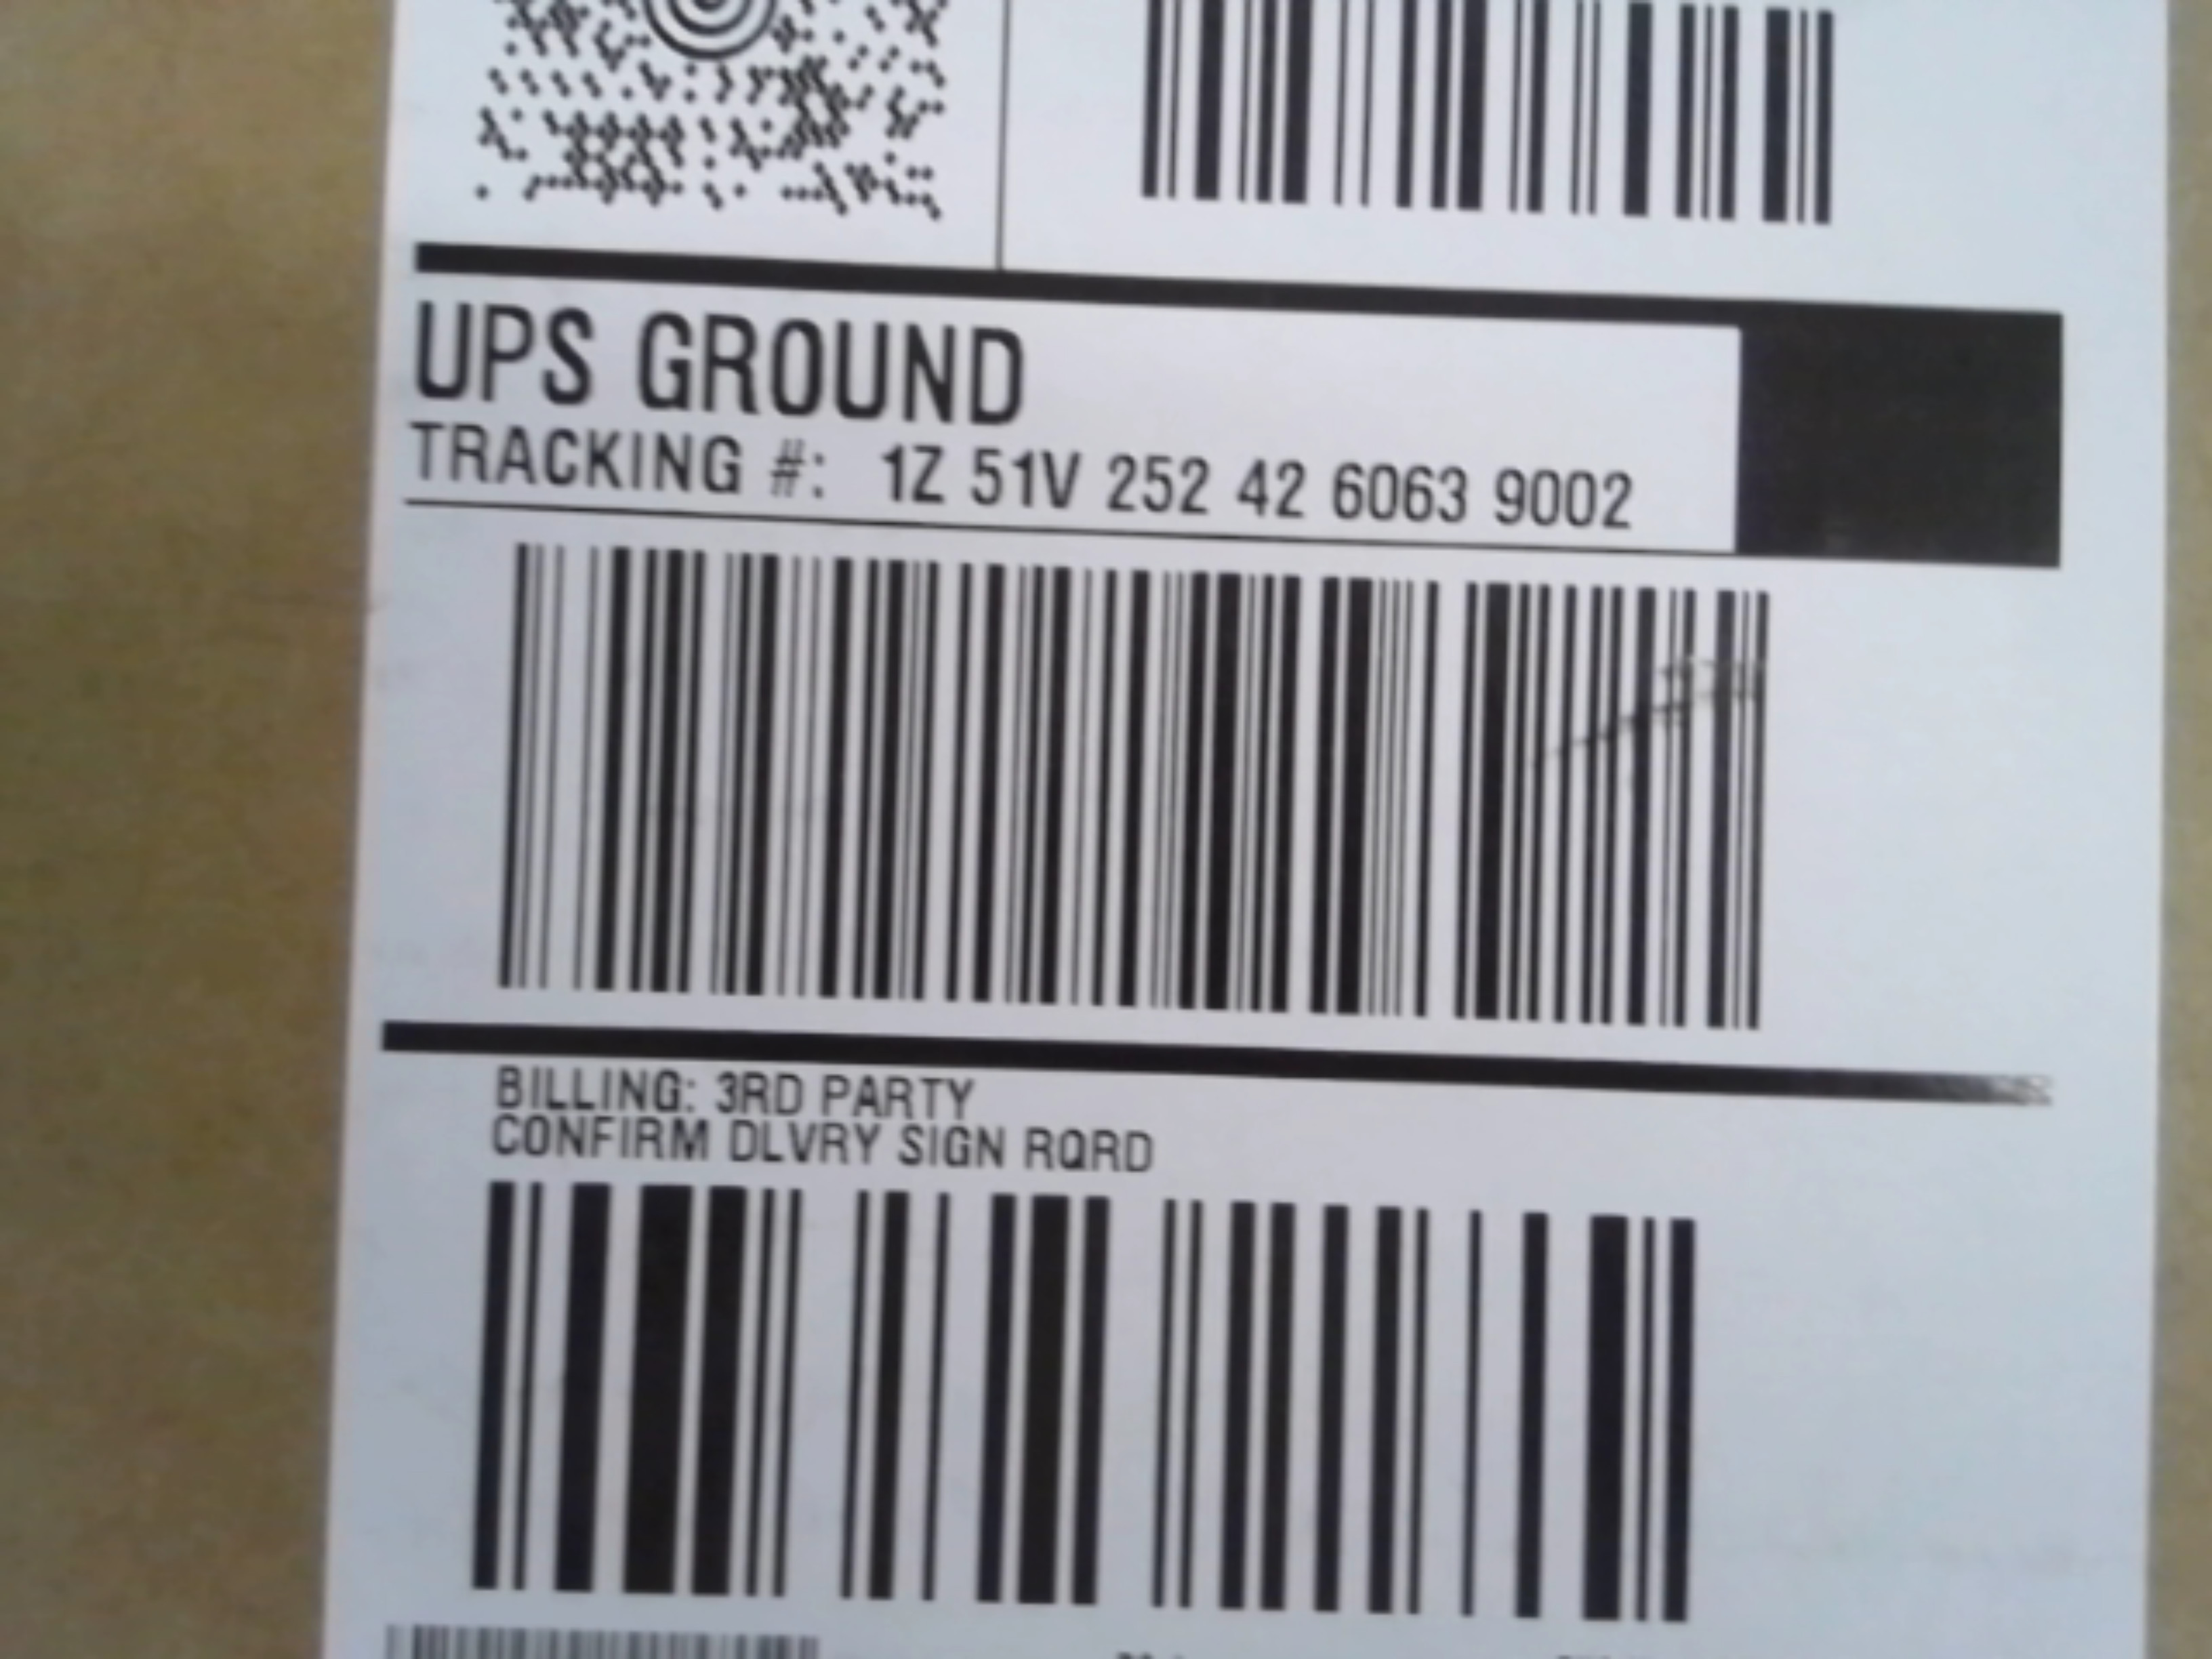 UPS GROUND
TRACKING #: 1Z 51V 252 42 6063 9002
BILLING: 3RD PARTY
CONFIRM DLVRY SIGN RQRD